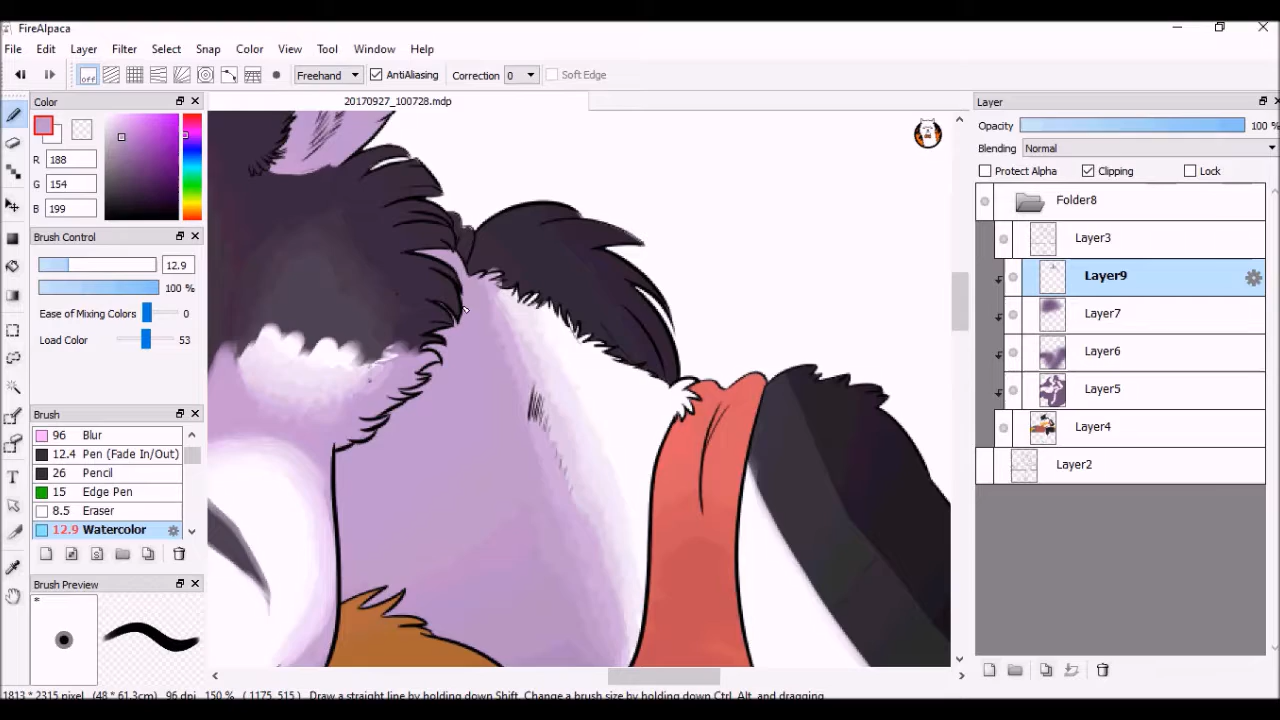 FireAlpaca
File Edit Layer Filter Select Snap Color View Tool Window Help
off Freehand AntiAliasing Correction 0 Soft Edge
Color
20170927_100728.mdp
R 188
G 154
B 199
Brush Control
12.9
100 %
Ease of Mixing Colors 0
Load Color 53
Brush
96 Blur
12.4 Pen (Fade In/Out)
26 Pencil
15 Edge Pen
8.5 Eraser
12.9 Watercolor
Brush Preview
*
Layer
Opacity 100 %
Blending Normal
Protect Alpha Clipping Lock
Folder8
Layer3
Layer9
Layer7
Layer6
Layer5
Layer4
Layer2
1813 * 2315 pixel (48 * 61.3cm) 96 dpi 150 % ( 1175, 515 ) Draw a straight line by holding down Shift, Change a brush size by holding down Ctrl, Alt, and dragging